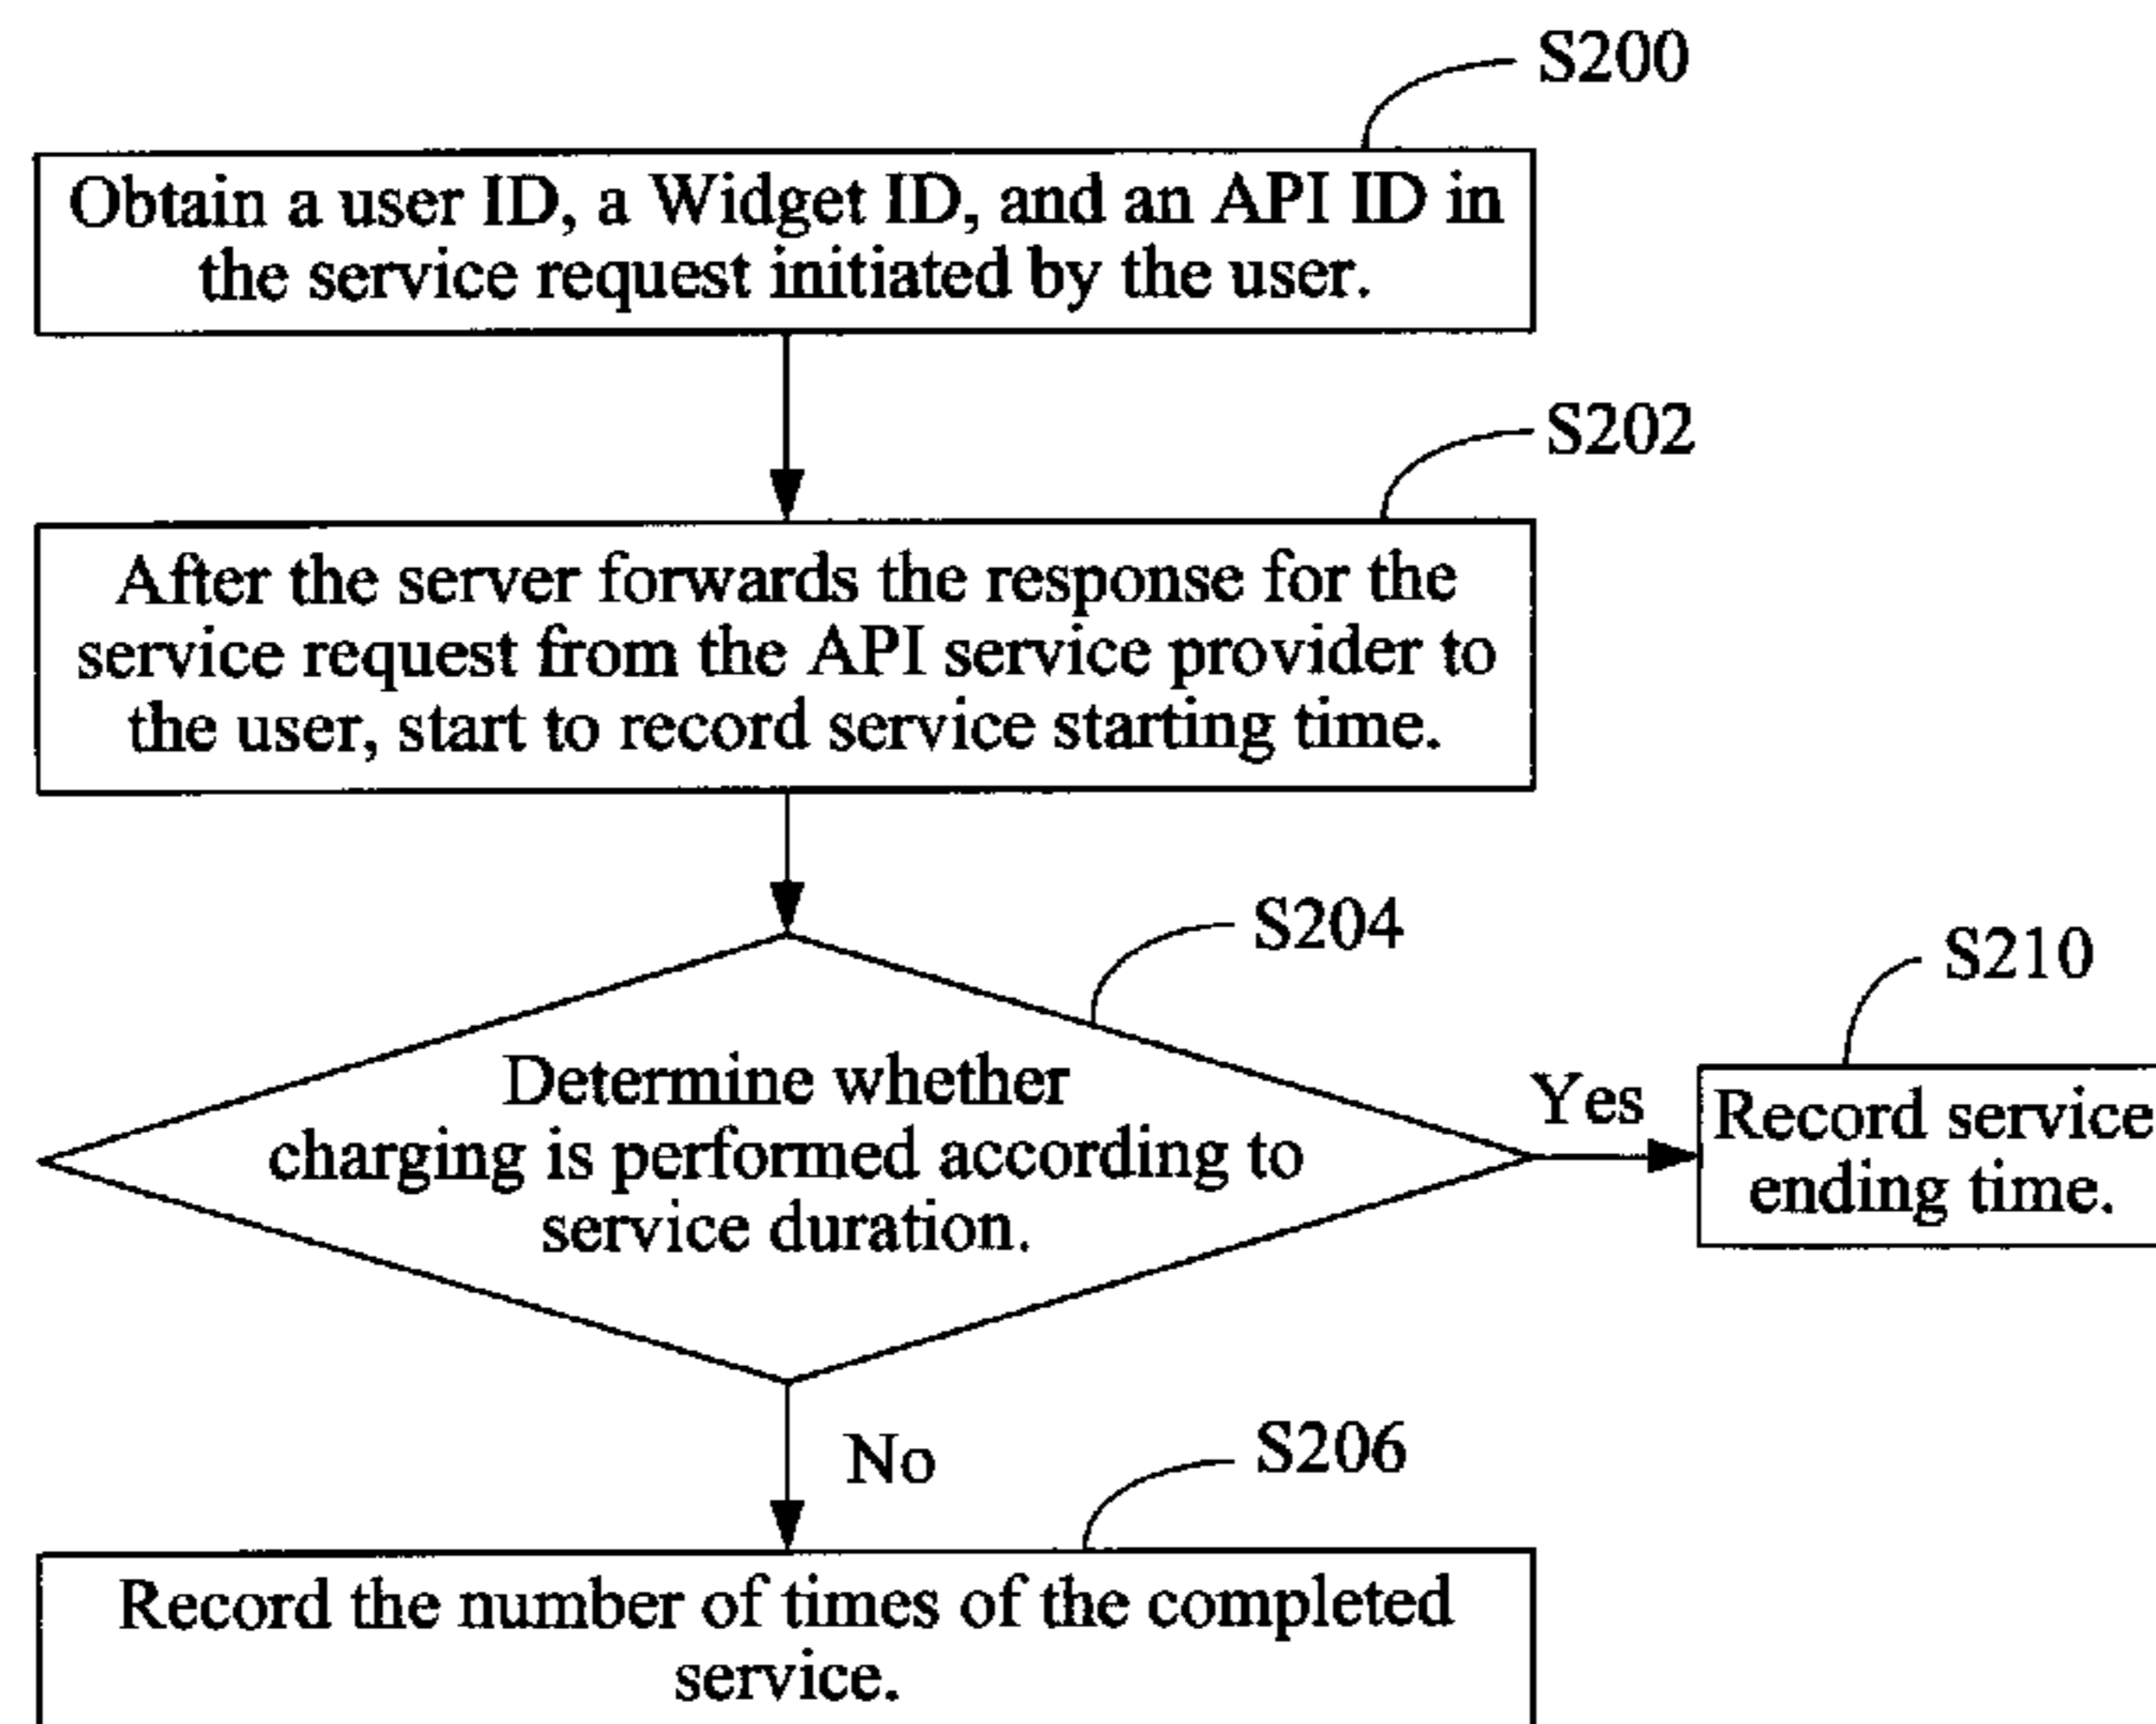 S200
Obtain a user ID, a Widget ID, and an API ID in
the service request initiated by the user.
S202
After the server forwards the response for the
service request from the API service provider to
the user, start to record service starting time.
S204
Determine whether
charging is performed according to
service duration.
Yes
S210
Record service
ending time.
No
S206
Record the number of times of the completed
service.